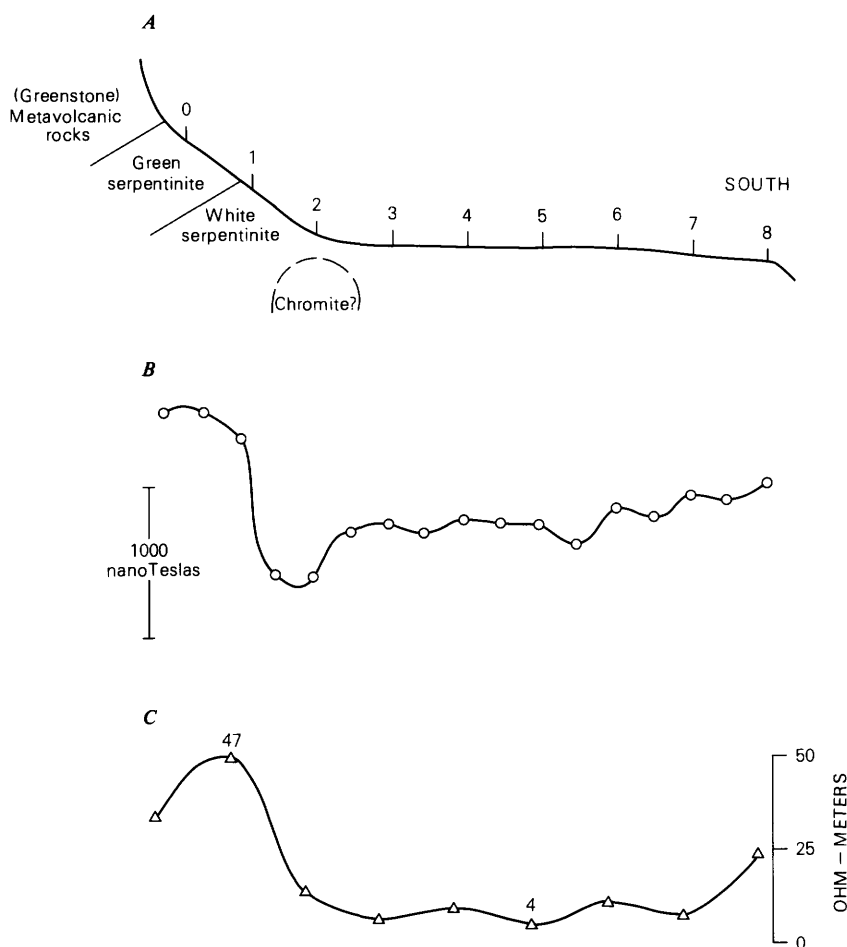 A
(Greenstone)
Metavolcanic
rocks
0
Green
serpentinite
1
White
serpentinite
2
3
4
5
6
7
8
SOUTH
(Chromite?)
B
1000
nanoTeslas
C
47
4
50
25
0
OHM – METERS